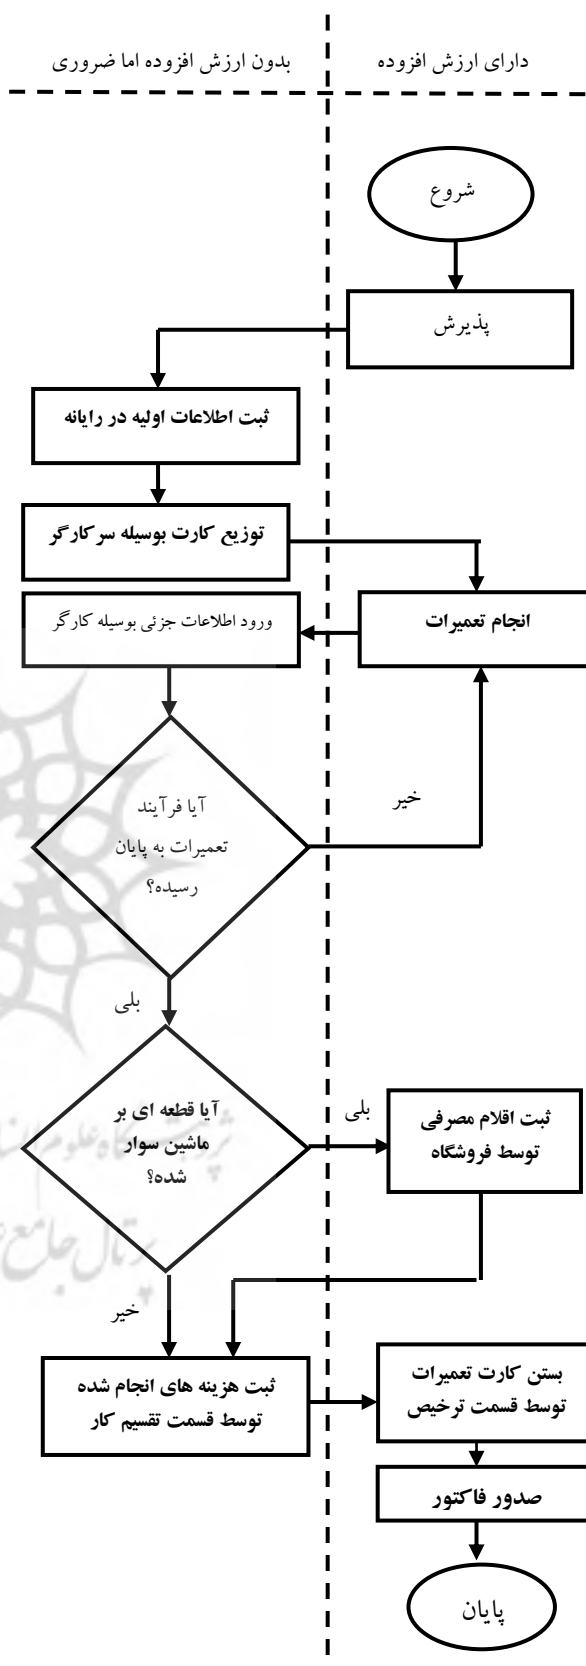 دارای ارزش افزوده
بدون ارزش افزوده اما ضروری
شروع
پذیرش
ثبت اطلاعات اولیه در رایانه
توزیع کارت بوسیله سرکارگر
انجام تعمیرات
ورود اطلاعات جزئی بوسیله کارگر
آیا فرآیند
تعمیرات به پایان
رسیده؟
خیر
بلی
آیا قطعه ای بر
ماشین سوار
شده؟
بلی
ثبت اقلام مصرفی
توسط فروشگاه
خیر
ثبت هزینه های انجام شده
توسط قسمت تقسیم کار
بستن کارت تعمیرات
توسط قسمت ترخیص
صدور فاکتور
پایان